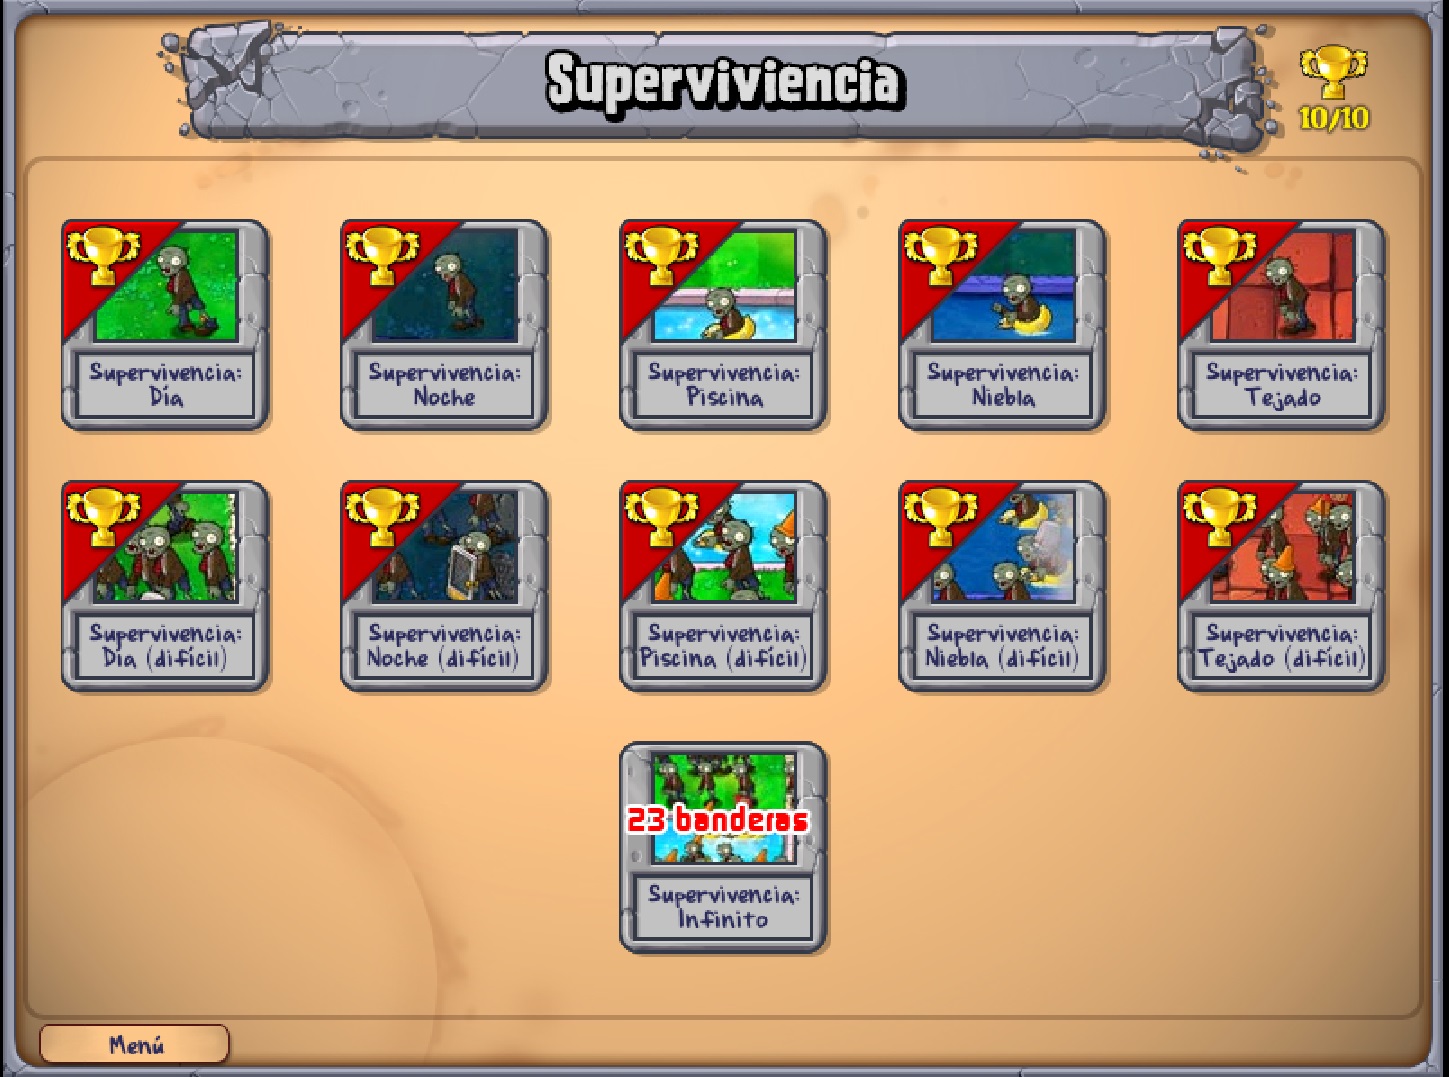 Superviviencia
10/10
Supervivencia:
Día
Supervivencia:
Noche
Supervivencia:
Piscina
Supervivencia:
Niebla
Supervivencia:
Tejado
Supervivencia:
Día (difícil)
Supervivencia:
Noche (difícil)
Supervivencia:
Piscina (difícil)
Supervivencia:
Niebla (difícil)
Supervivencia:
Tejado (difícil)
23 banderas
Supervivencia:
Infinito
Menú